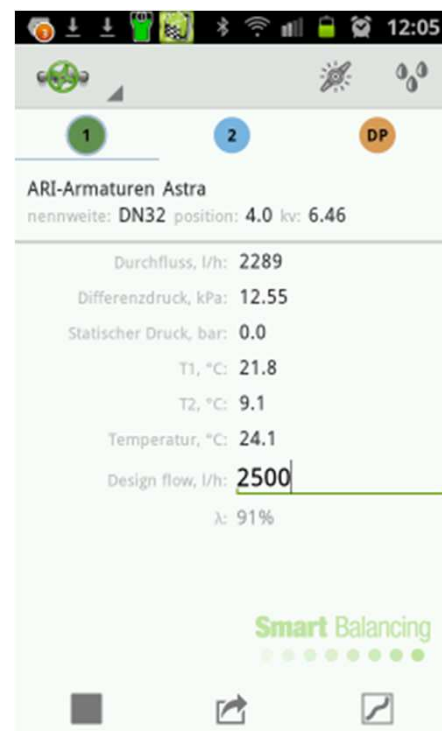 12:05
1 2 DP
ARI-Armaturen Astra
nennweite: DN32 position: 4.0 kv: 6.46
Durchfluss, l/h: 2289
Differenzdruck, kPa: 12.55
Statischer Druck, bar: 0.0
T1, °C: 21.8
T2, °C: 9.1
Temperatur, °C: 24.1
Design flow, l/h: 2500
λ: 91%
Smart Balancing